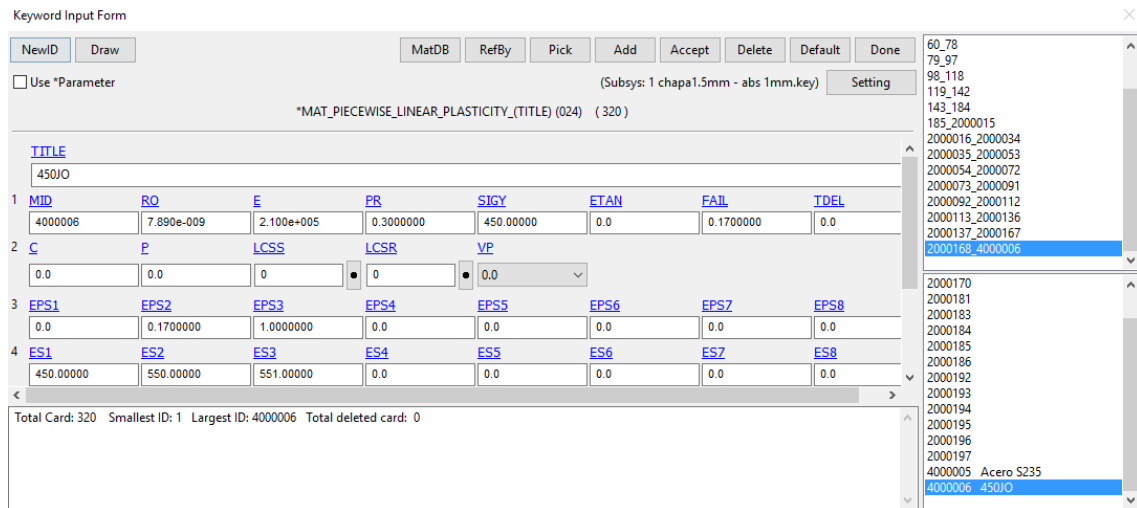 Keyword Input Form
NewID Draw MatDB RefBy Pick Add Accept Delete Default Done
Use *Parameter (Subsys: 1 chapa1.5mm - abs 1mm.key) Setting
*MAT_PIECEWISE_LINEAR_PLASTICITY_(TITLE) (024) (320)
TITLE
450JO
1 MID RO E PR SIGY ETAN FAIL TDEL
4000006 7.890e-009 2.100e+005 0.3000000 450.00000 0.0 0.1700000 0.0
2 C P LCSS LCSR VP
0.0 0.0 0 0 0.0
3 EPS1 EPS2 EPS3 EPS4 EPS5 EPS6 EPS7 EPS8
0.0 0.1700000 1.0000000 0.0 0.0 0.0 0.0 0.0
4 ES1 ES2 ES3 ES4 ES5 ES6 ES7 ES8
450.00000 550.00000 551.00000 0.0 0.0 0.0 0.0 0.0
Total Card: 320 Smallest ID: 1 Largest ID: 4000006 Total deleted card: 0
60_78
79_97
98_118
119_142
143_184
185_2000015
2000016_2000034
2000035_2000053
2000054_2000072
2000073_2000091
2000092_2000112
2000113_2000136
2000137_2000167
2000168_4000006
2000170
2000181
2000183
2000184
2000185
2000186
2000192
2000193
2000194
2000195
2000196
2000197
4000005 Acero S235
4000006 450JO